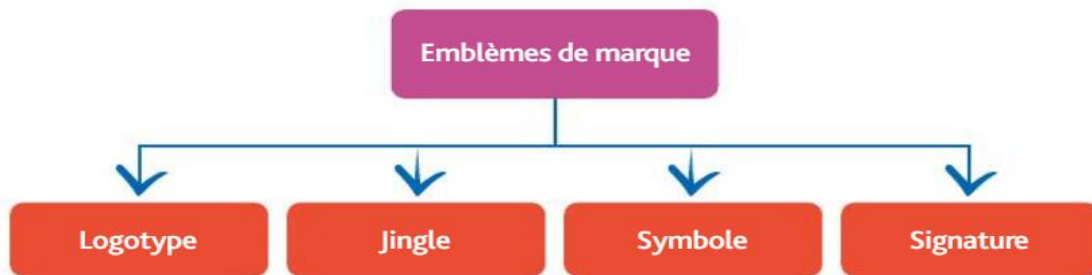 Emblèmes de marque
Logotype
Jingle
Symbole
Signature